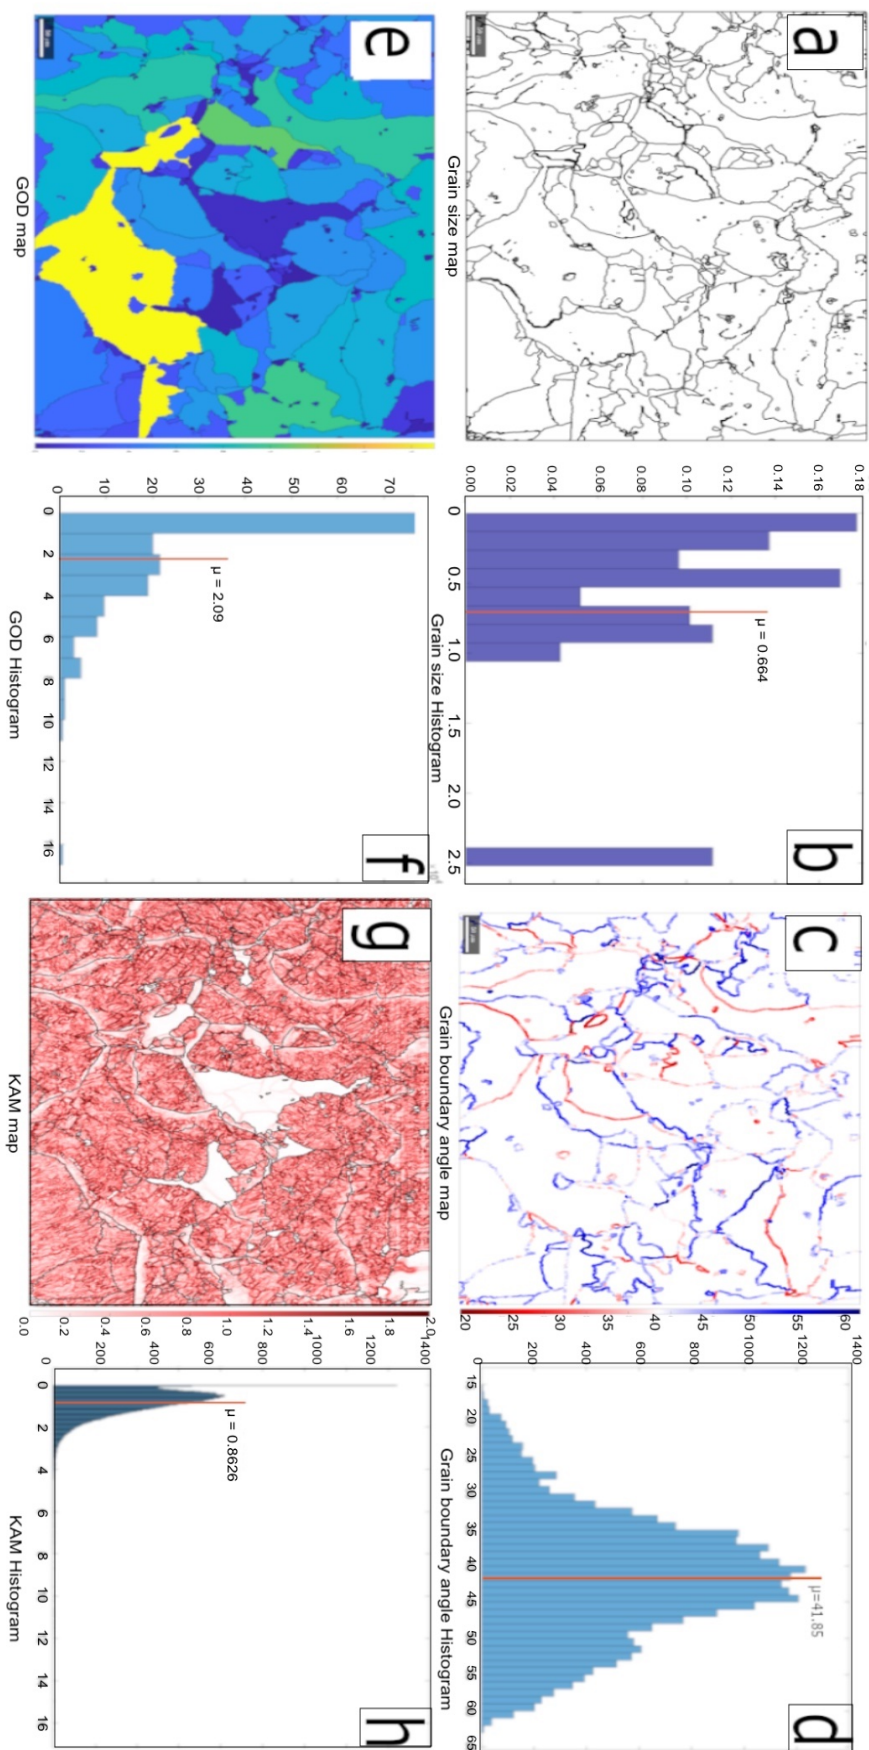 a
Grain size map
0.00 0.02 0.04 0.06 0.08 0.10 0.12 0.14 0.16 0.18
0 0.5 1.0 1.5 2.0 2.5
μ = 0.664
b
Grain size Histogram
c
Grain boundary angle map
20 25 30 35 40 45 50 55 60
0 200 400 600 800 1000 1200 1400
15 20 25 30 35 40 45 50 55 60 65
μ=41.85
d
Grain boundary angle Histogram
e
GOD map
0 10 20 30 40 50 60 70
0 2 4 6 8 10 12 14 16
μ = 2.09
f
GOD Histogram
g
KAM map
0.0 0.2 0.4 0.6 0.8 1.0 1.2 1.4 1.6 1.8 2.0
0 200 400 600 800 1000 1200 1400
0 2 4 6 8 10 12 14 16
μ = 0.8626
h
KAM Histogram